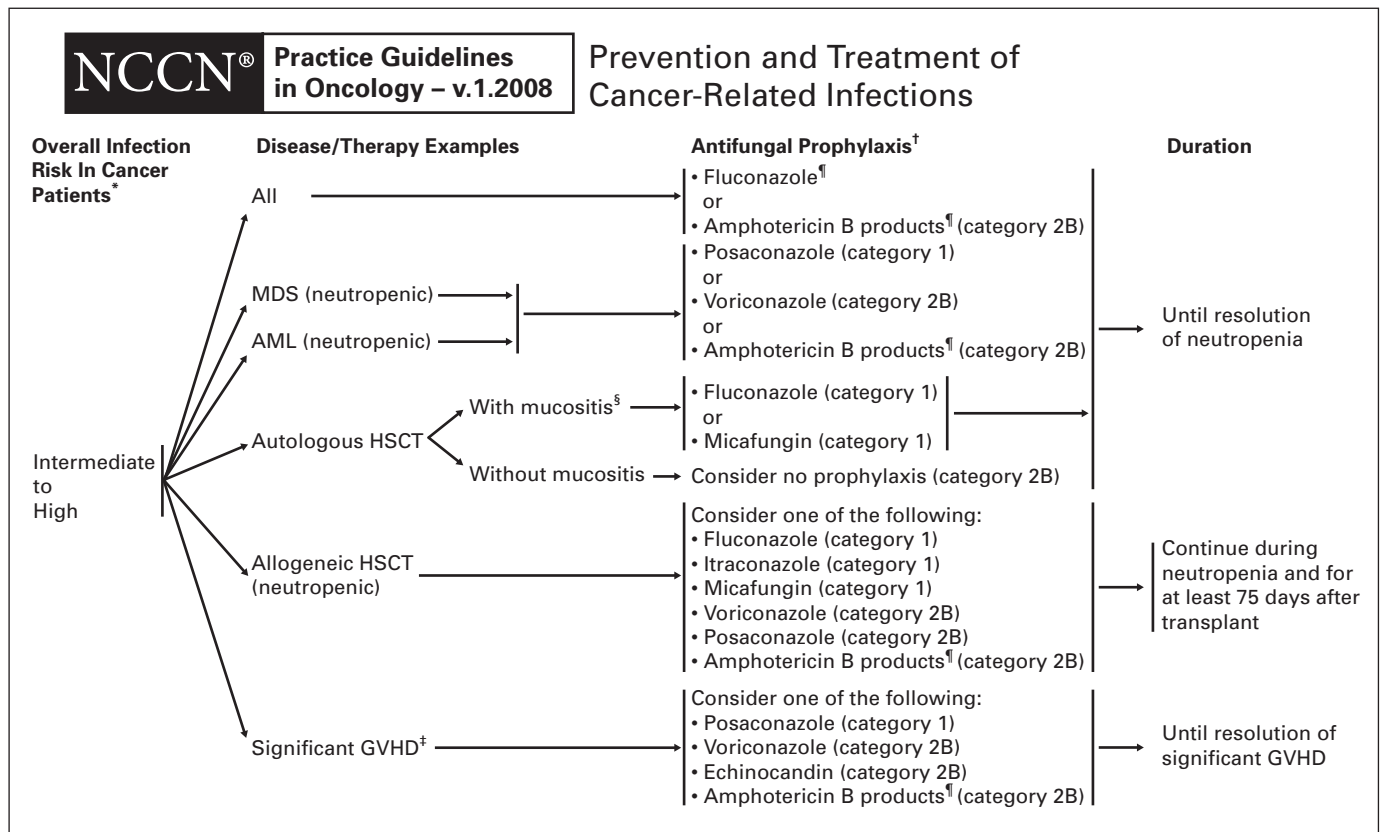 NCCN®
Practice Guidelines
in Oncology – v.1.2008
Prevention and Treatment of
Cancer-Related Infections
Overall Infection
Risk In Cancer
Patients*
Disease/Therapy Examples
Antifungal Prophylaxis†
Duration
Intermediate
to
High
All
• Fluconazole¶
or
• Amphotericin B products¶ (category 2B)
MDS (neutropenic)
AML (neutropenic)
• Posaconazole (category 1)
or
• Voriconazole (category 2B)
or
• Amphotericin B products¶ (category 2B)
Autologous HSCT
With mucositis§
• Fluconazole (category 1)
or
• Micafungin (category 1)
Without mucositis
Consider no prophylaxis (category 2B)
Until resolution
of neutropenia
Allogeneic HSCT
(neutropenic)
Consider one of the following:
• Fluconazole (category 1)
• Itraconazole (category 1)
• Micafungin (category 1)
• Voriconazole (category 2B)
• Posaconazole (category 2B)
• Amphotericin B products¶ (category 2B)
Continue during
neutropenia and for
at least 75 days after
transplant
Significant GVHD‡
Consider one of the following:
• Posaconazole (category 1)
• Voriconazole (category 2B)
• Echinocandin (category 2B)
• Amphotericin B products¶ (category 2B)
Until resolution of
significant GVHD